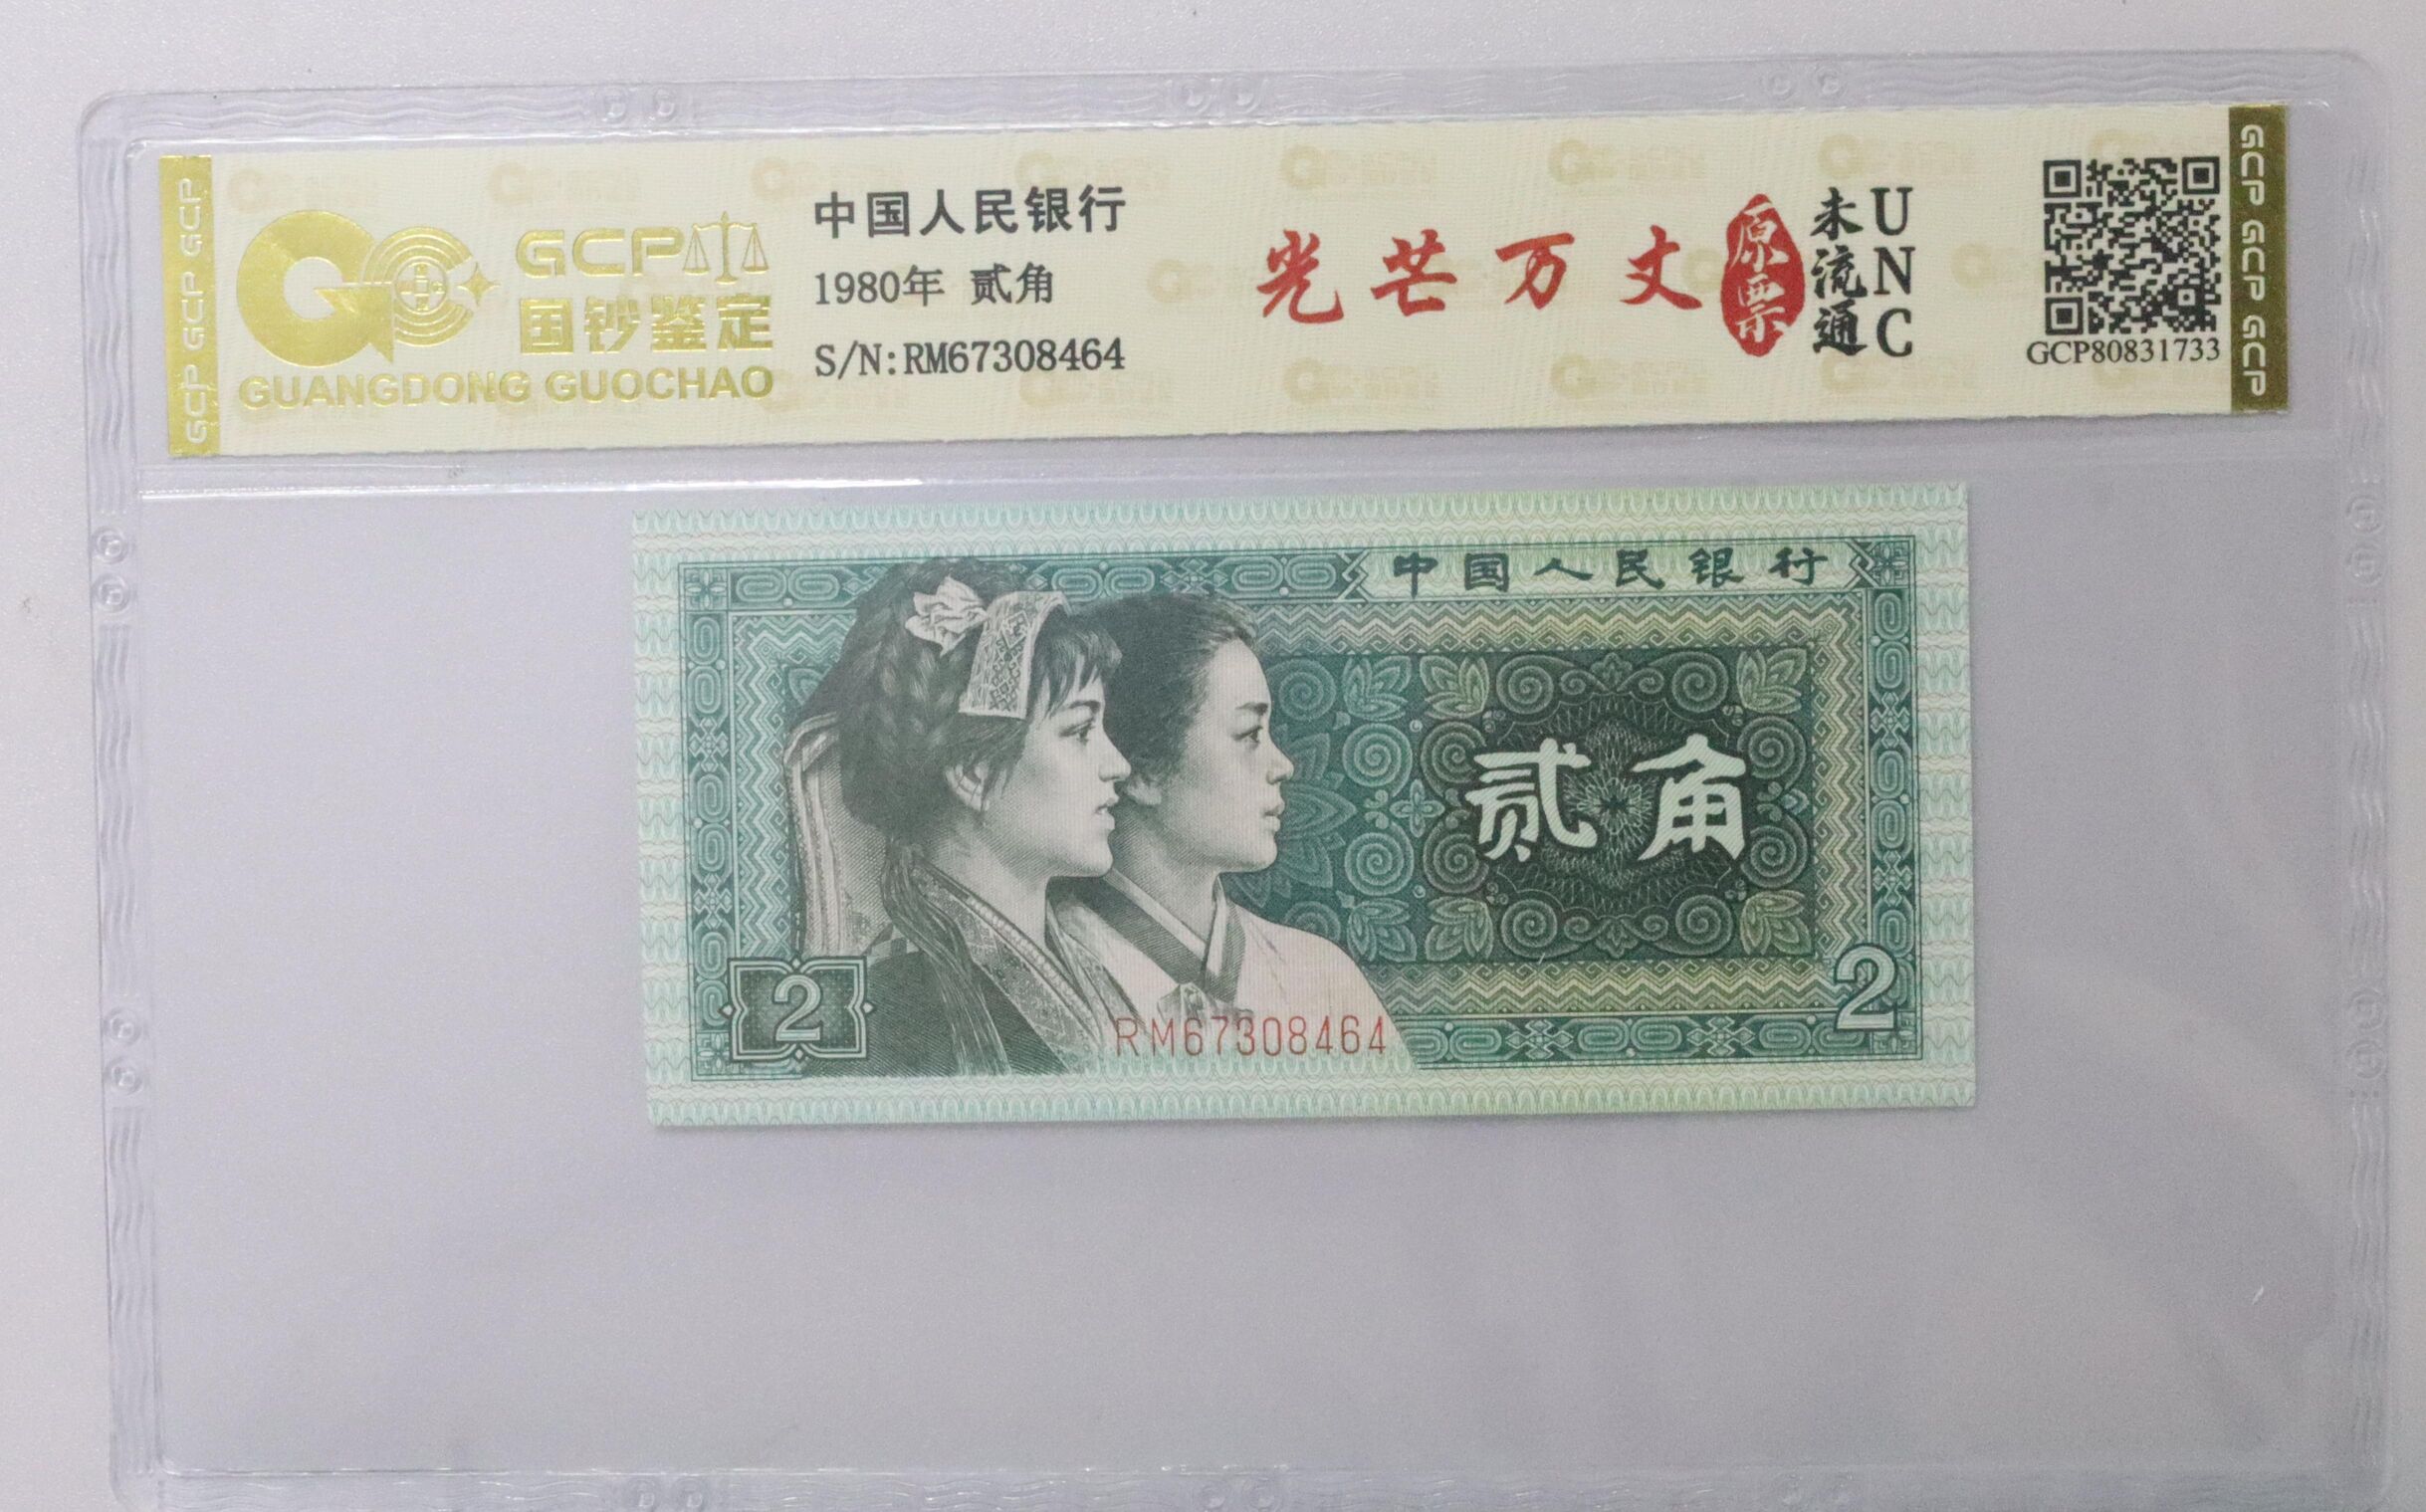 GCP GCP GCP
GCP
国钞鉴定
GUANGDONG GUOCHAO
中国人民银行
1980年 贰角
S/N:RM67308464
光芒万丈
原票
未流通
UNC
GCP80831733
GCP GCP GCP
中国人民银行
贰角
2
RM67308464
2